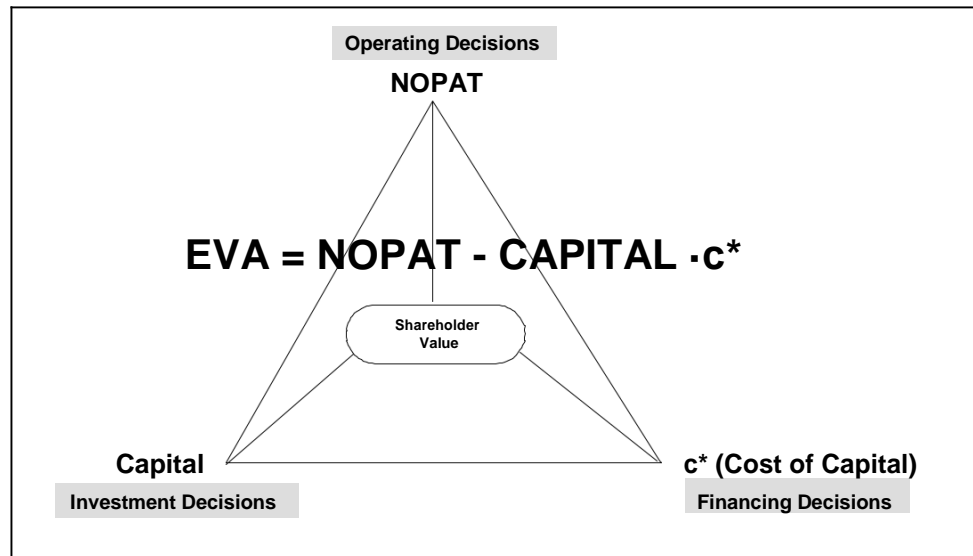 Operating Decisions
NOPAT
EVA = NOPAT - CAPITAL ·c*
Shareholder
Value
Capital
c* (Cost of Capital)
Investment Decisions
Financing Decisions